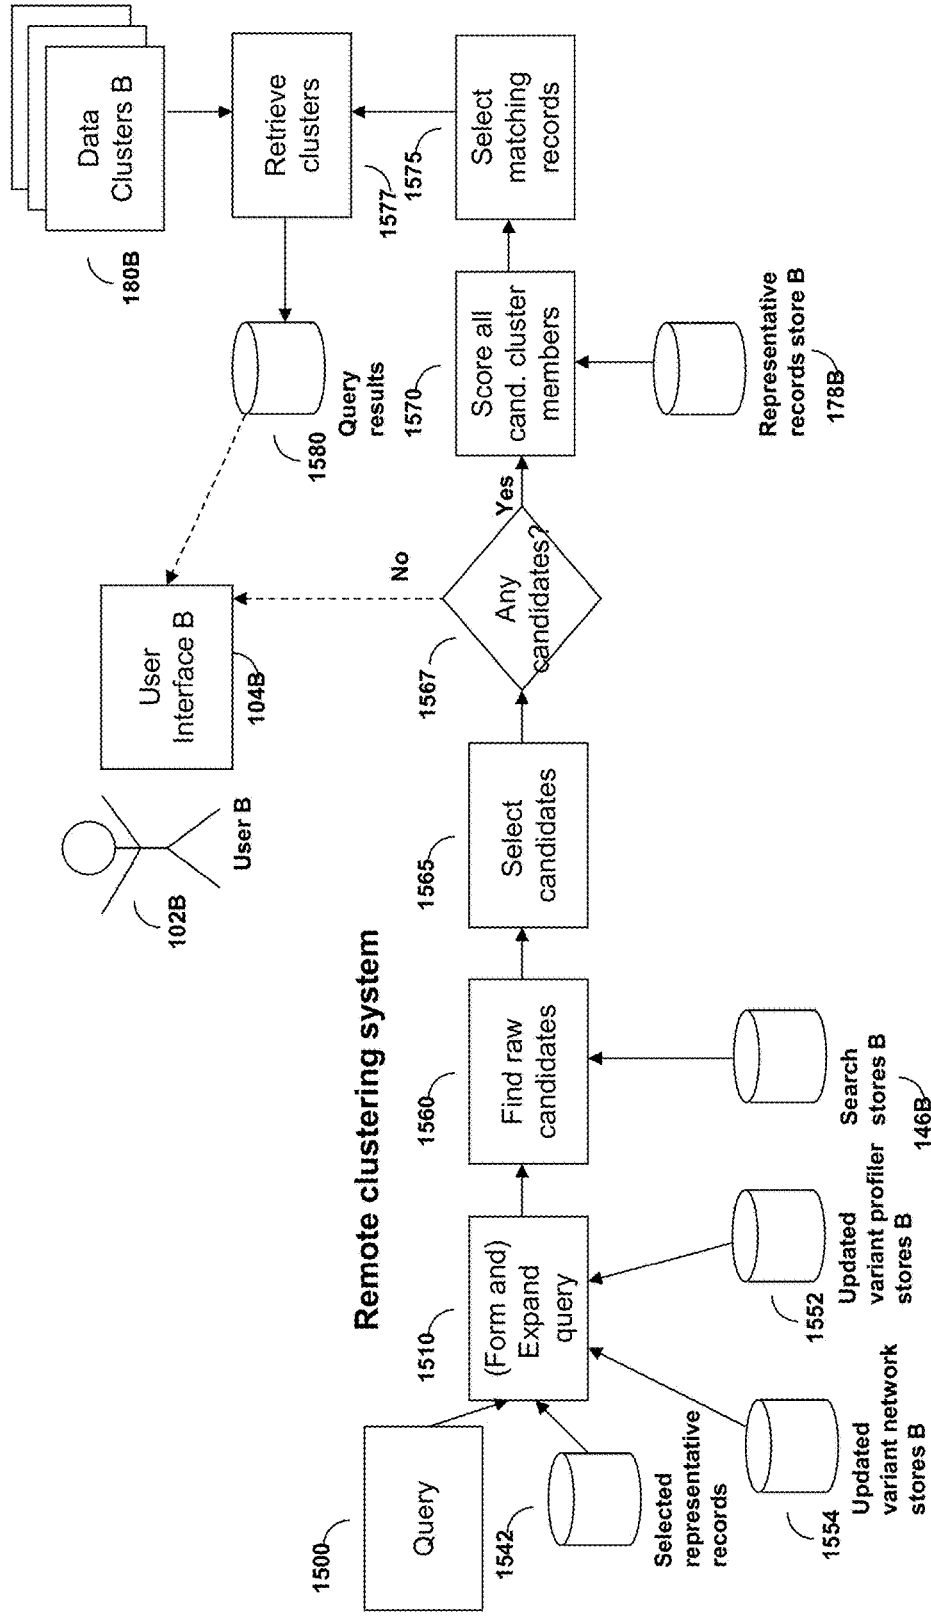 Remote clustering system
1500
Query
1542
Selected
representative
records
1510
(Form and)
Expand
query
1554
Updated
variant network
stores B
1552
Updated
variant profiler
stores B
1560
Find raw
candidates
Search
stores B
146B
1565
Select
candidates
1567
Any
candidates?
No
Yes
102B
User B
User
Interface B
104B
1570
Score all
cand. cluster
members
Representative
records store B
178B
1580
Query
results
1575
Select
matching
records
1577
Retrieve
clusters
180B
Data
Clusters B